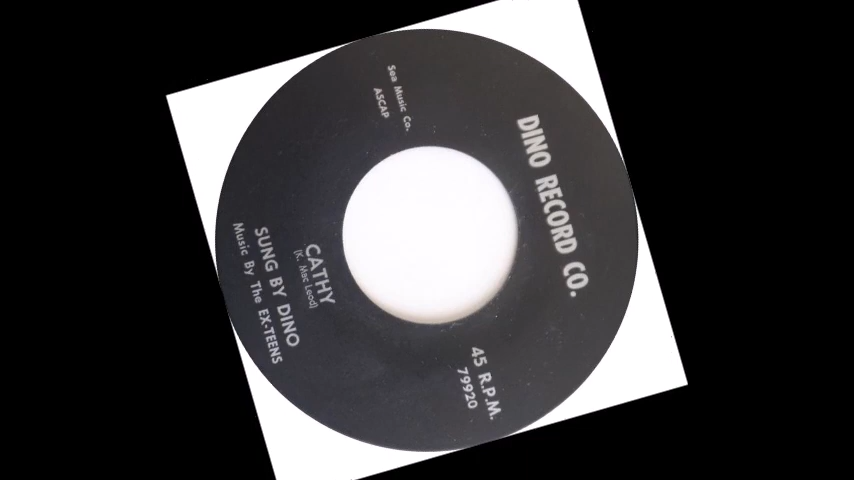 DINO RECORD CO.
Sea Music Co.
ASCAP
45 R.P.M.
79920
CATHY
(K. Mac Leod)
SUNG BY DINO
Music By The EX-TEENS